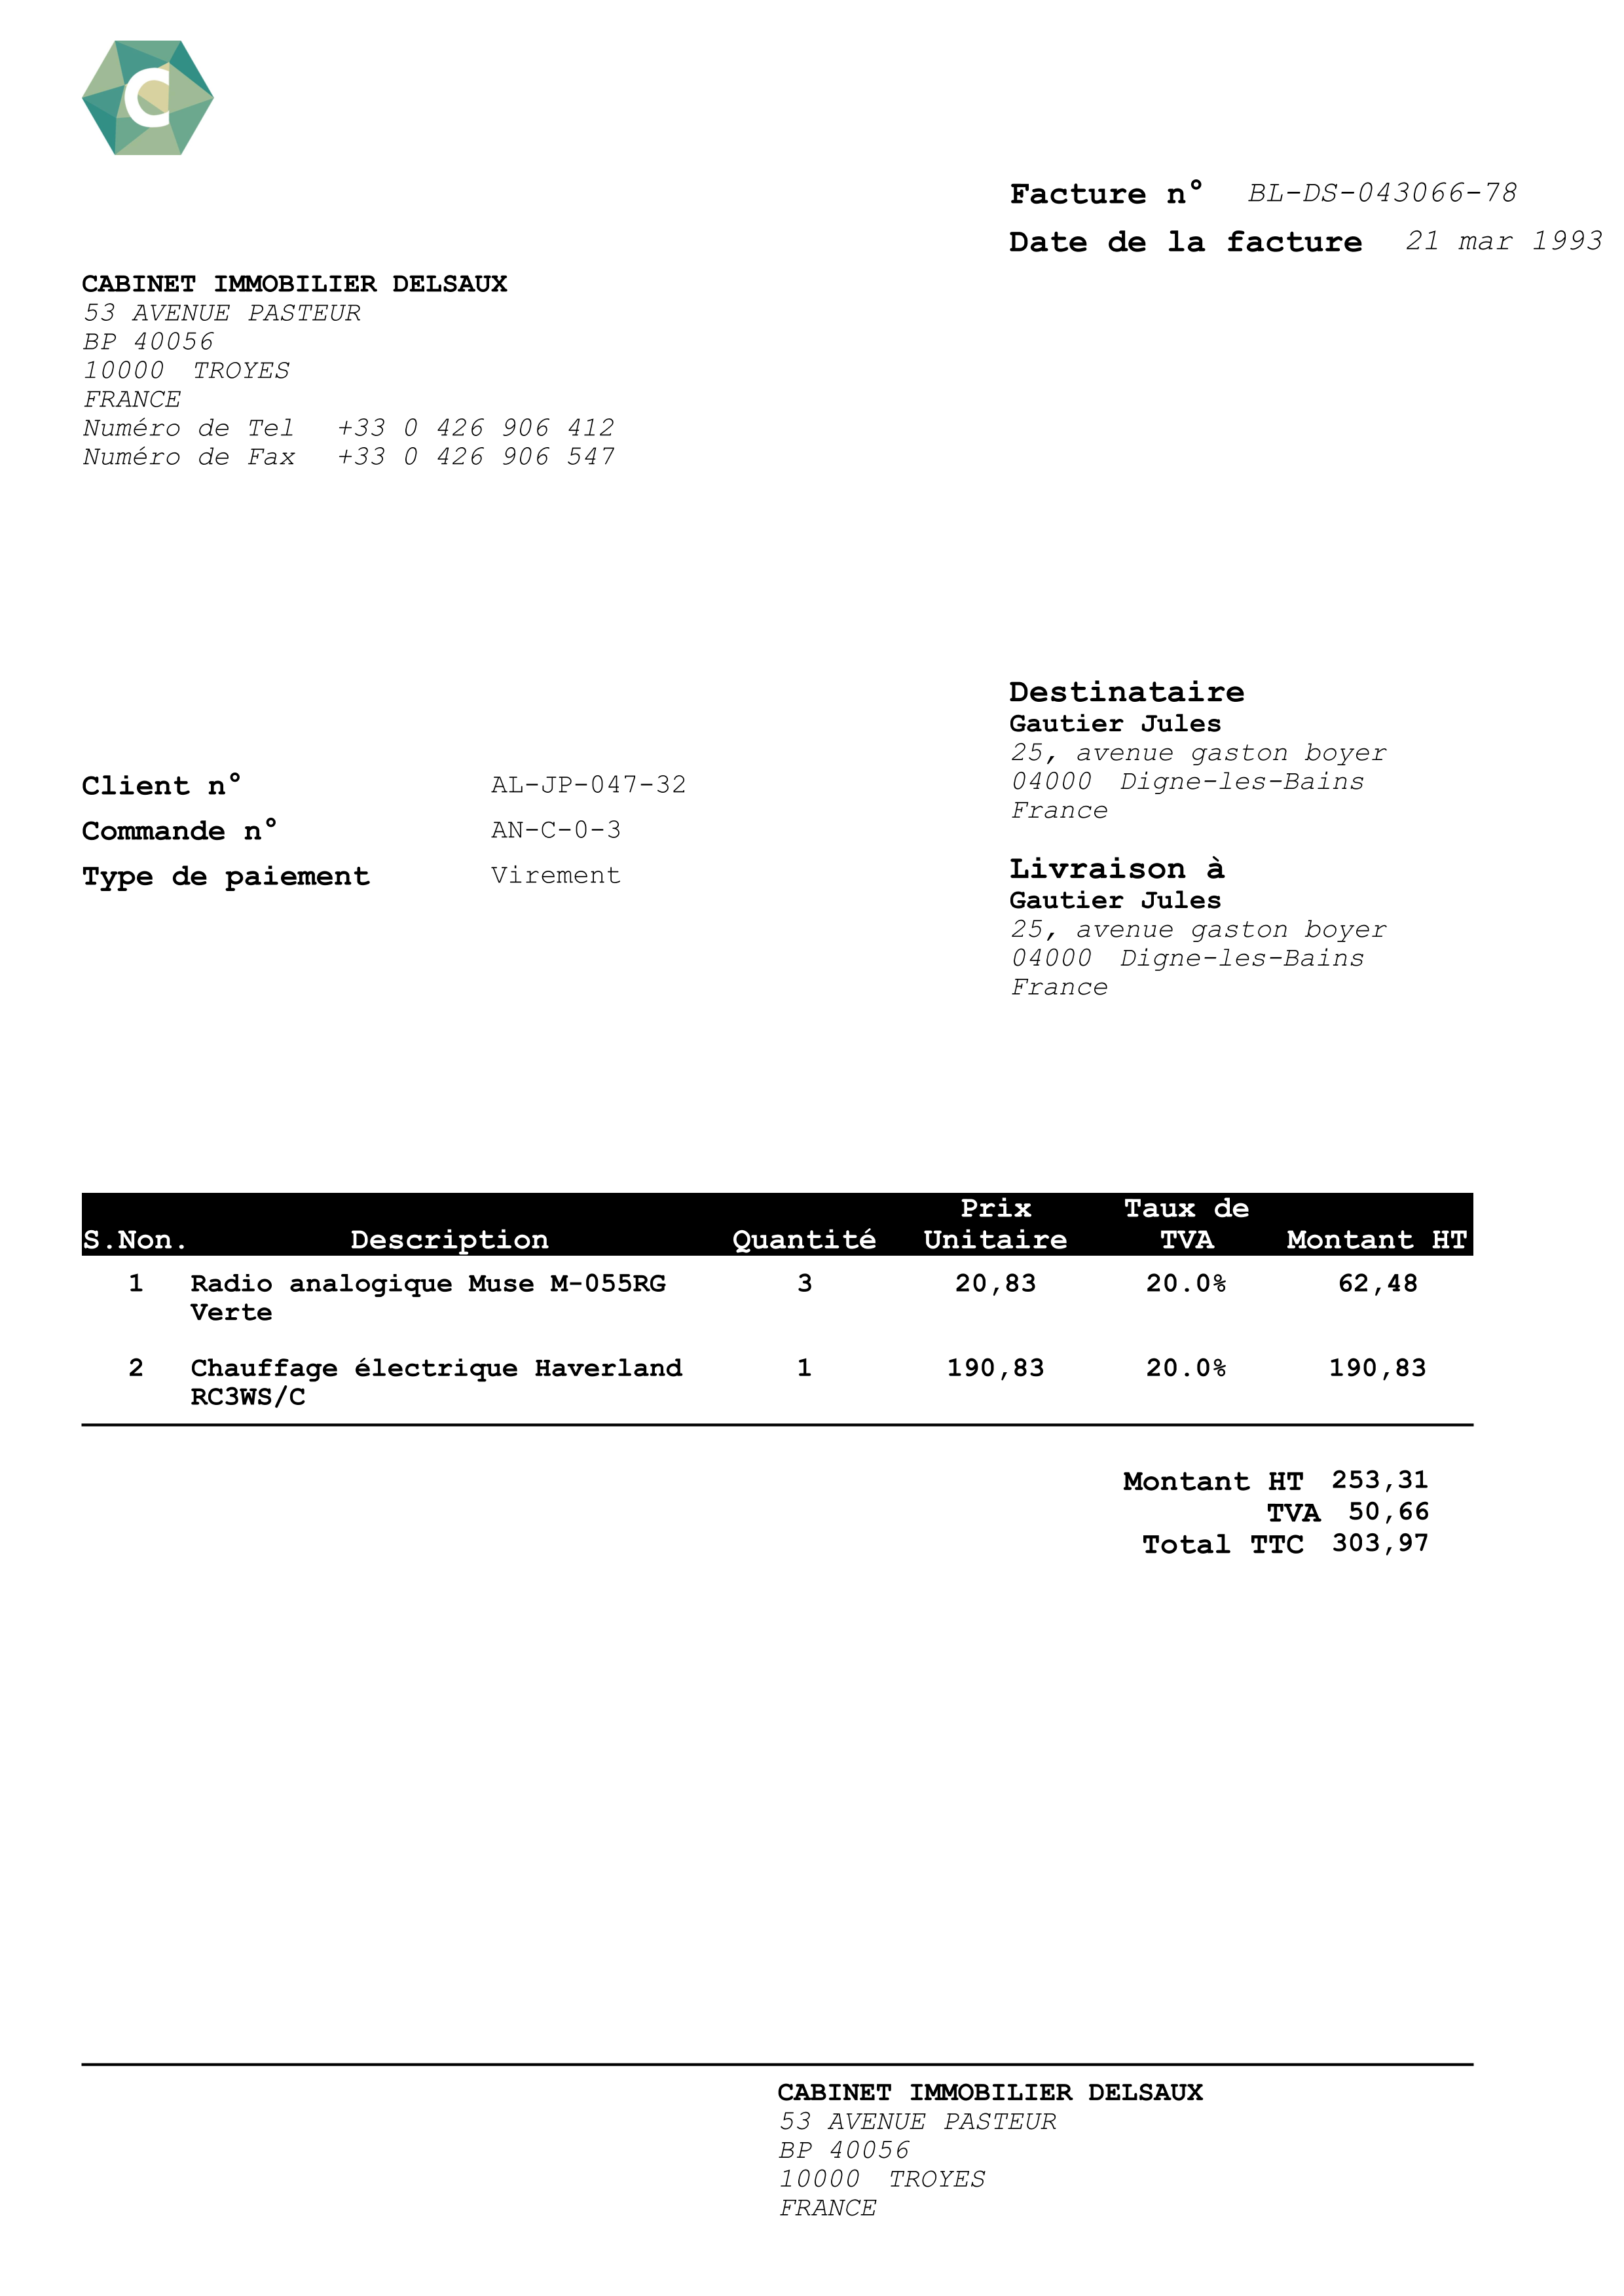 C
Facture n° BL-DS-043066-78
Date de la facture 21 mar 1993
CABINET IMMOBILIER DELSAUX
53 AVENUE PASTEUR
BP 40056
10000 TROYES
FRANCE
Numéro de Tel +33 0 426 906 412
Numéro de Fax +33 0 426 906 547
Destinataire
Gautier Jules
25, avenue gaston boyer
04000 Digne-les-Bains
France
Client n° AL-JP-047-32
Commande n° AN-C-0-3
Type de paiement Virement
Livraison à
Gautier Jules
25, avenue gaston boyer
04000 Digne-les-Bains
France
Prix Taux de
S.Non. Description Quantité Unitaire TVA Montant HT
1 Radio analogique Muse M-055RG 3 20,83 20.0% 62,48
Verte
2 Chauffage électrique Haverland 1 190,83 20.0% 190,83
RC3WS/C
Montant HT 253,31
TVA 50,66
Total TTC 303,97
CABINET IMMOBILIER DELSAUX
53 AVENUE PASTEUR
BP 40056
10000 TROYES
FRANCE